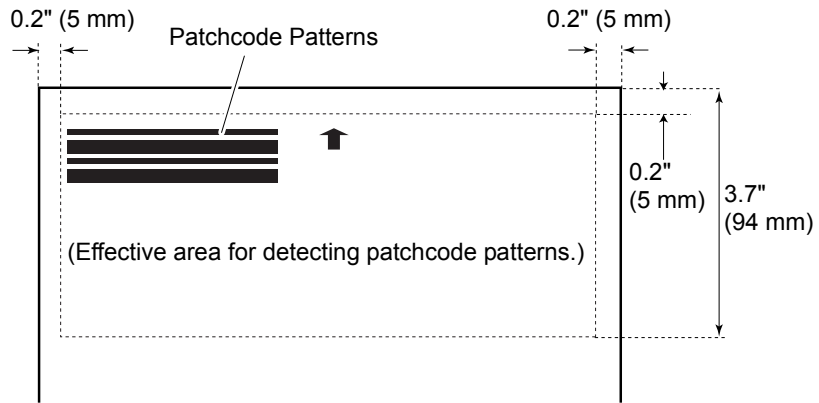 0.2" (5 mm)
0.2" (5 mm)
Patchcode Patterns
0.2"
(5 mm)
3.7"
(94 mm)
(Effective area for detecting patchcode patterns.)